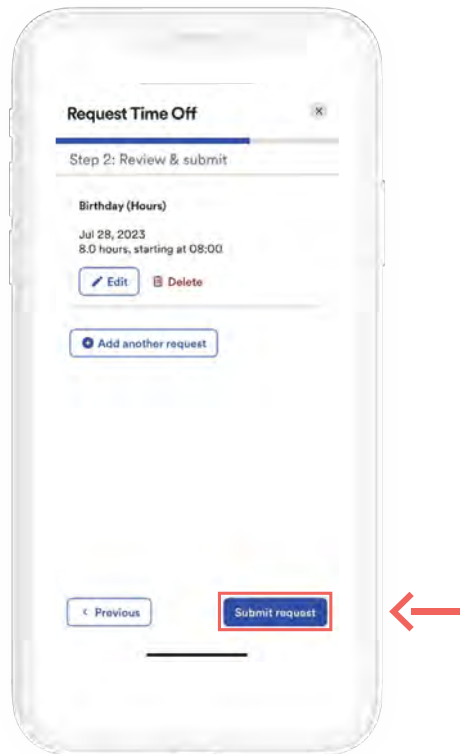 Request Time Off
Step 2: Review & submit
Birthday (Hours)
Jul 28, 2023
8.0 hours, starting at 08:00
Edit Delete
Add another request
Previous Submit request